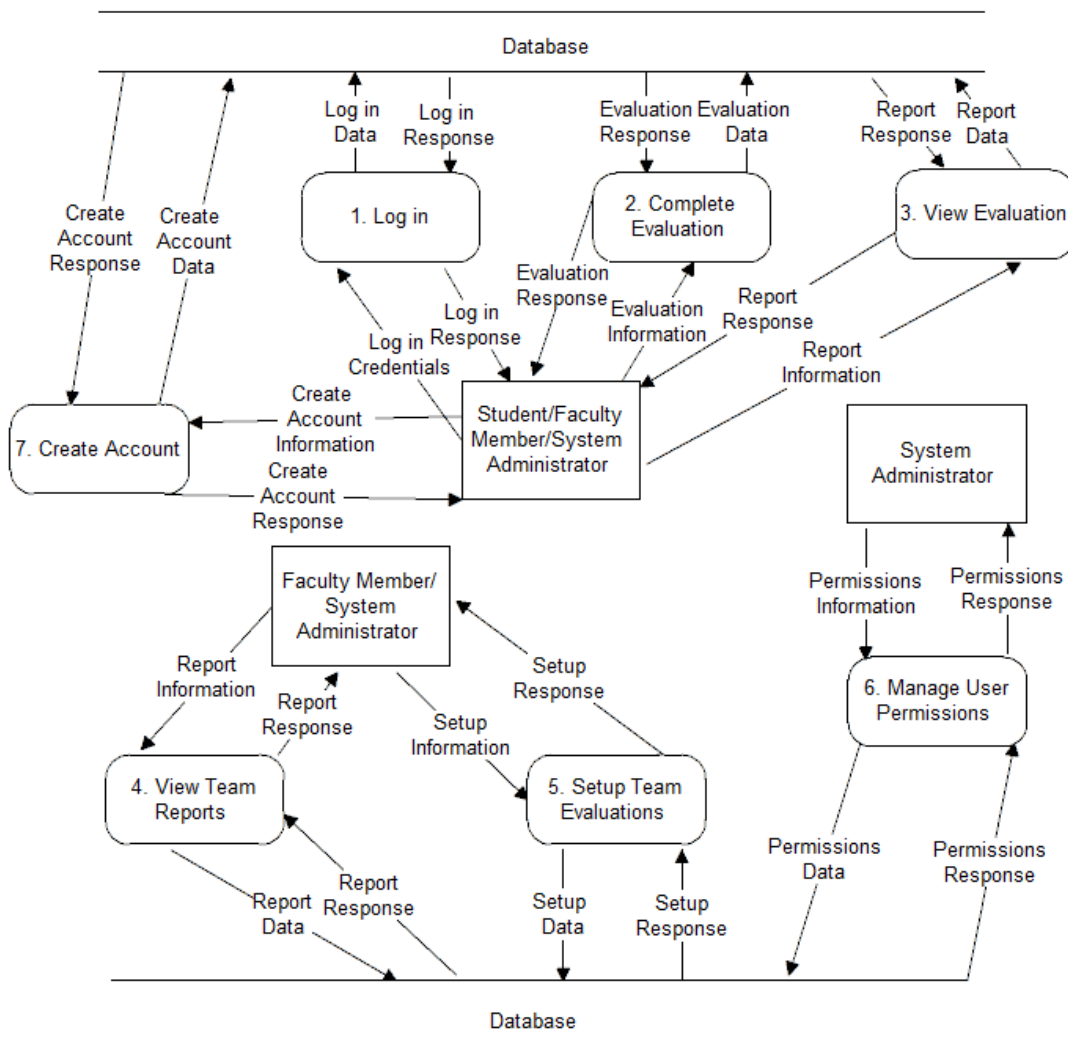 Database
Log in
Data
Log in
Response
Evaluation
Response
Evaluation
Data
Report
Response
Report
Data
Create
Account
Response
Create
Account
Data
1. Log in
2. Complete
Evaluation
3. View Evaluation
Evaluation
Response
Evaluation
Information
Report
Response
Log in
Response
Log in
Credentials
Report
Information
Create
Account
Information
7. Create Account
Student/Faculty
Member/System
Administrator
System
Administrator
Create
Account
Response
Faculty Member/
System
Administrator
Permissions
Information
Permissions
Response
Report
Information
Report
Response
Setup
Response
Setup
Information
6. Manage User
Permissions
4. View Team
Reports
5. Setup Team
Evaluations
Report
Data
Report
Response
Setup
Data
Setup
Response
Permissions
Data
Permissions
Response
Database